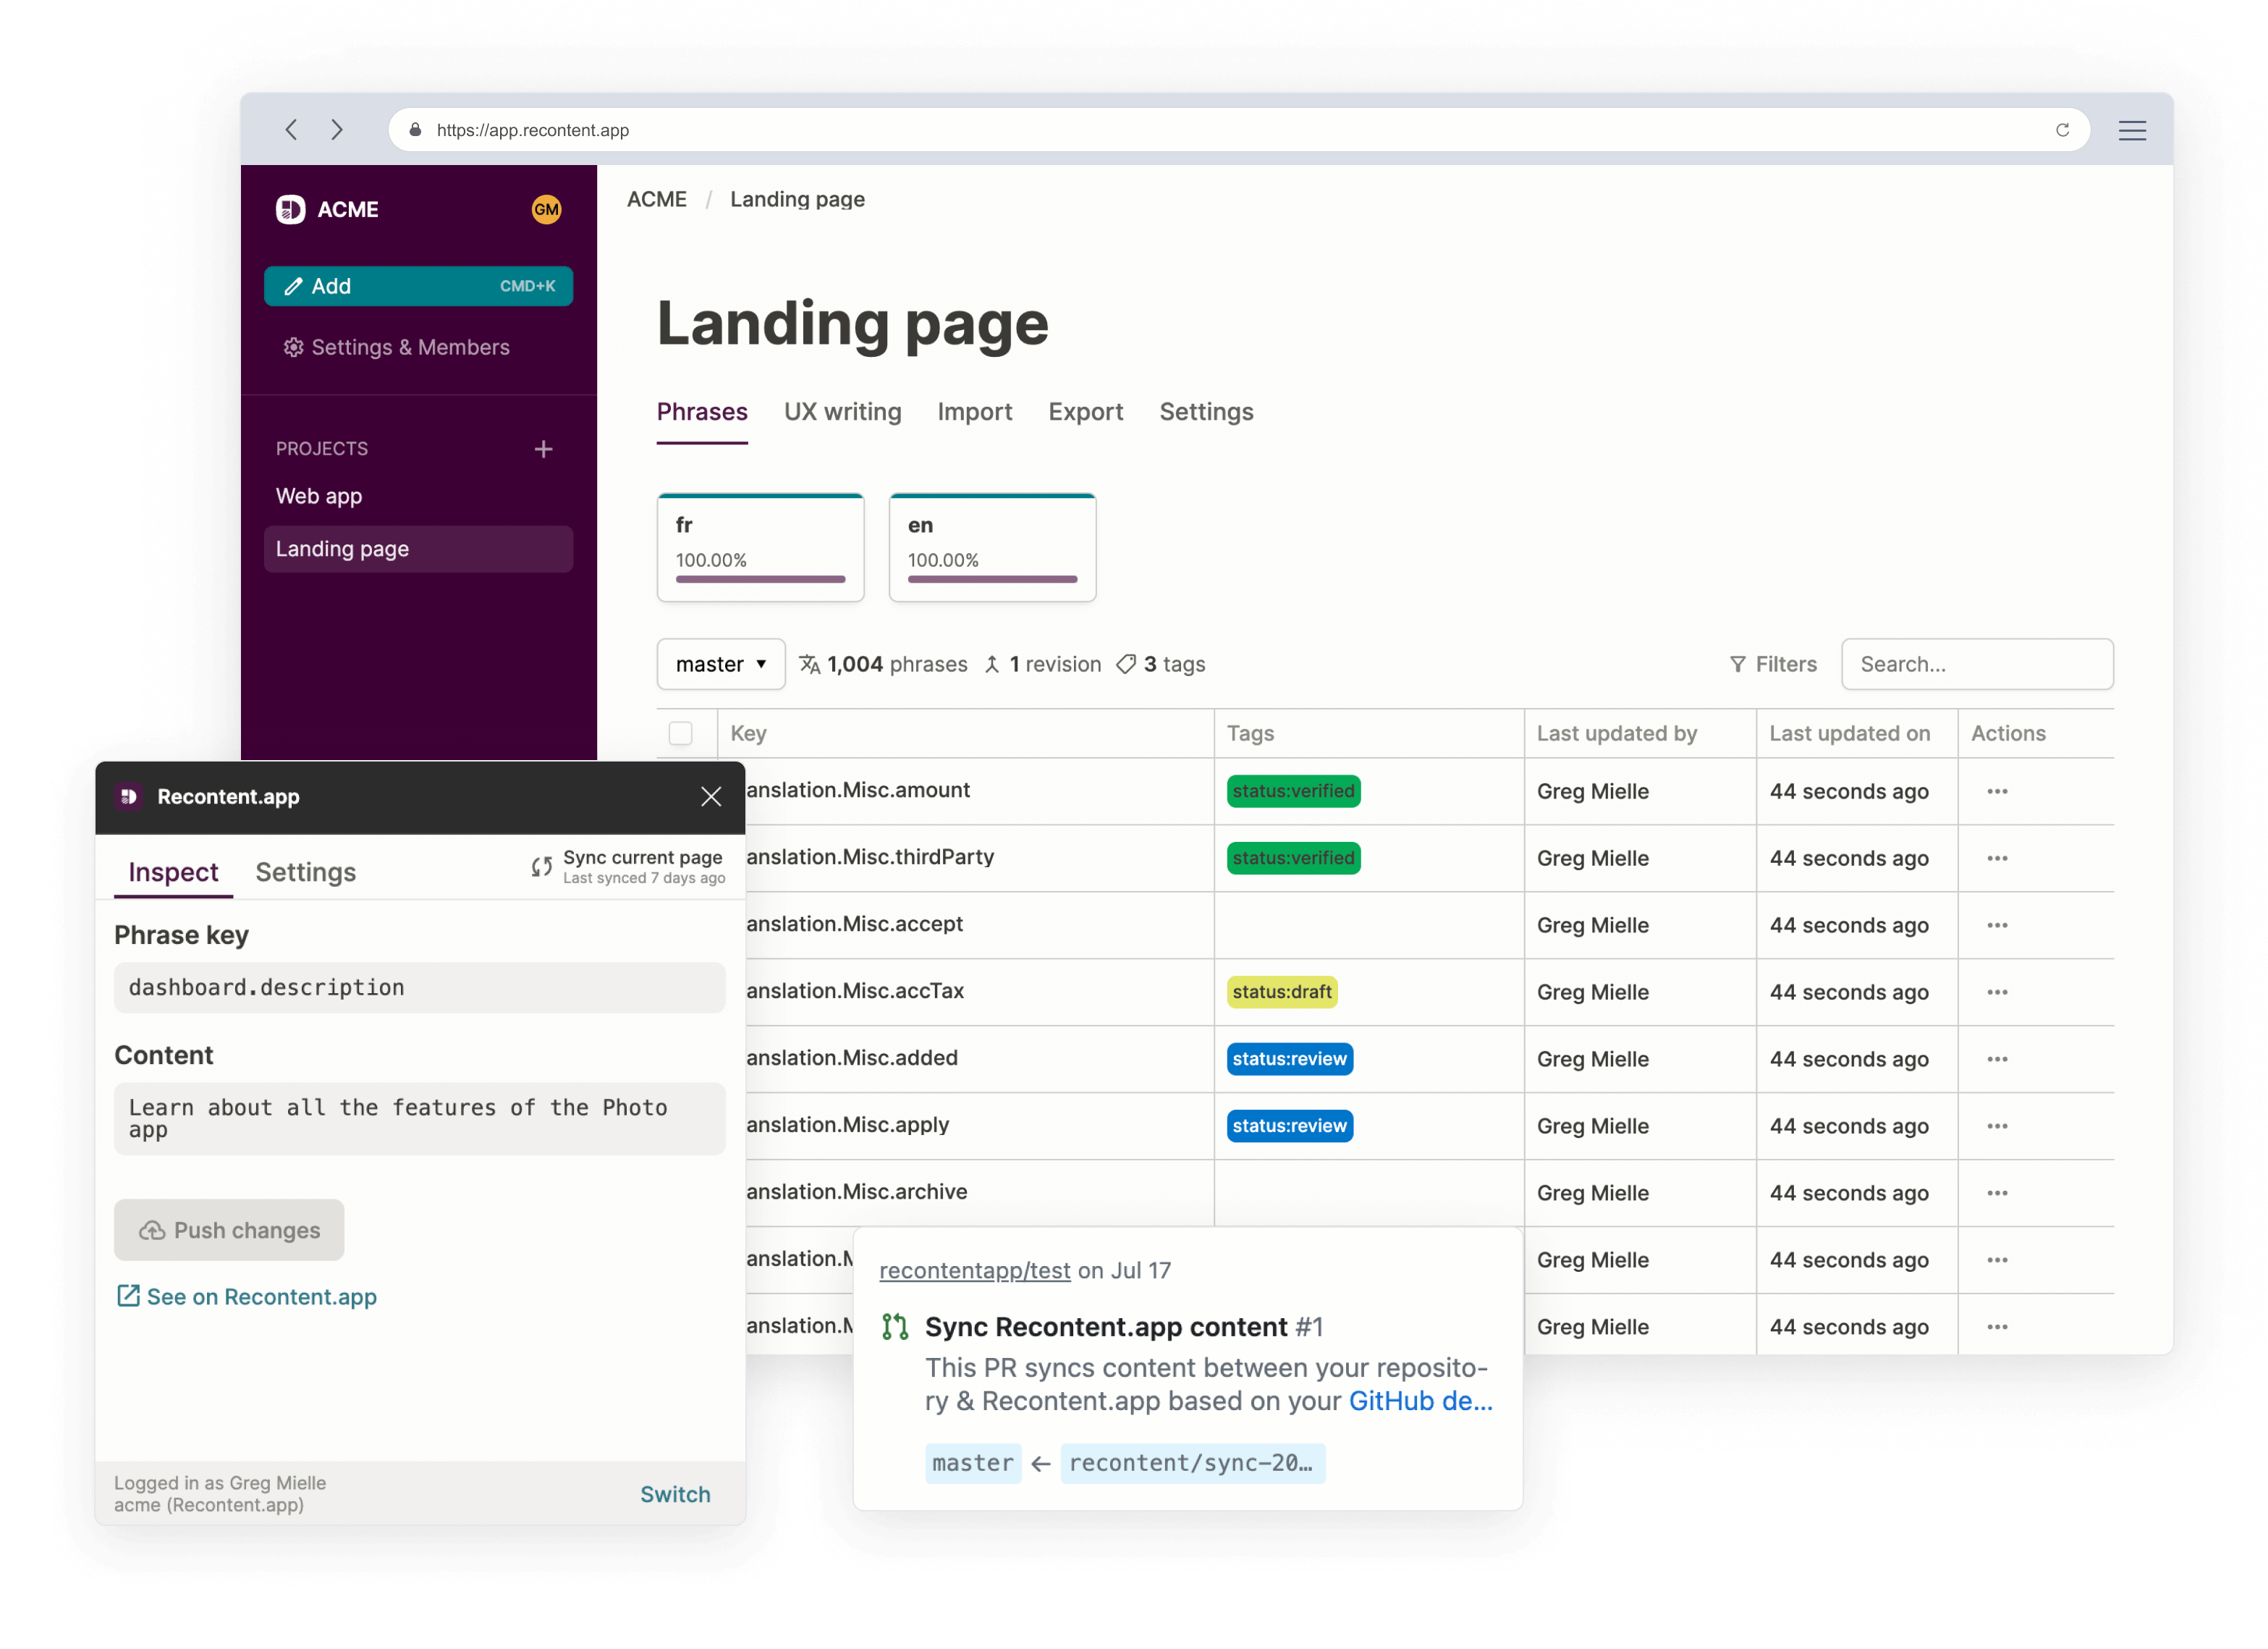 https://app.recontent.app
ACME
GM
Add CMD+K
Settings & Members
PROJECTS
Web app
Landing page
ACME / Landing page
Landing page
Phrases UX writing Import Export Settings
fr
100.00%
en
100.00%
master 1,004 phrases 1 revision 3 tags Filters Search...
Key Tags Last updated by Last updated on Actions
anslation.Misc.amount status:verified Greg Mielle 44 seconds ago
anslation.Misc.thirdParty status:verified Greg Mielle 44 seconds ago
anslation.Misc.accept Greg Mielle 44 seconds ago
anslation.Misc.accTax status:draft Greg Mielle 44 seconds ago
anslation.Misc.added status:review Greg Mielle 44 seconds ago
anslation.Misc.apply status:review Greg Mielle 44 seconds ago
anslation.Misc.archive Greg Mielle 44 seconds ago
anslation.M Greg Mielle 44 seconds ago
anslation.M Greg Mielle 44 seconds ago
Recontent.app
Inspect Settings
Sync current page
Last synced 7 days ago
Phrase key
dashboard.description
Content
Learn about all the features of the Photo
app
Push changes
See on Recontent.app
Logged in as Greg Mielle
acme (Recontent.app)
Switch
recontentapp/test on Jul 17
Sync Recontent.app content #1
This PR syncs content between your reposito-
ry & Recontent.app based on your GitHub de...
master ← recontent/sync-20…